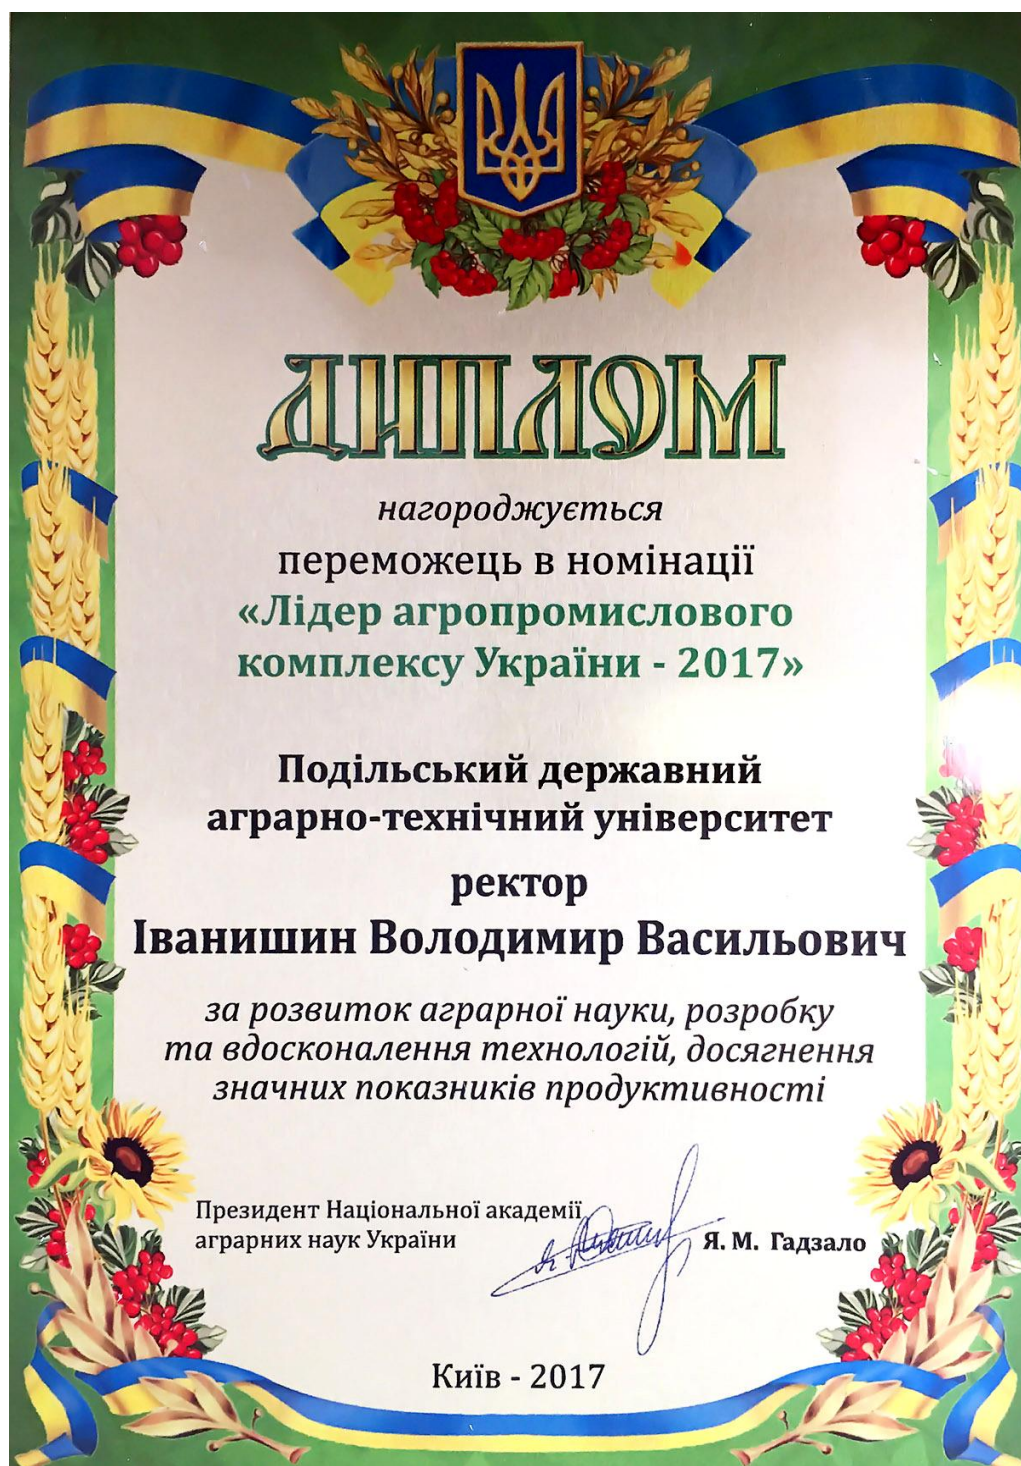 ДИПЛОМ
нагороджується
переможець в номінації
«Лідер агропромислового
комплексу України - 2017»
Подільський державний
аграрно-технічний університет
ректор
Іванишин Володимир Васильович
за розвиток аграрної науки, розробку
та вдосконалення технологій, досягнення
значних показників продуктивності
Президент Національної академії
аграрних наук України
Я. М. Гадзало
Київ - 2017